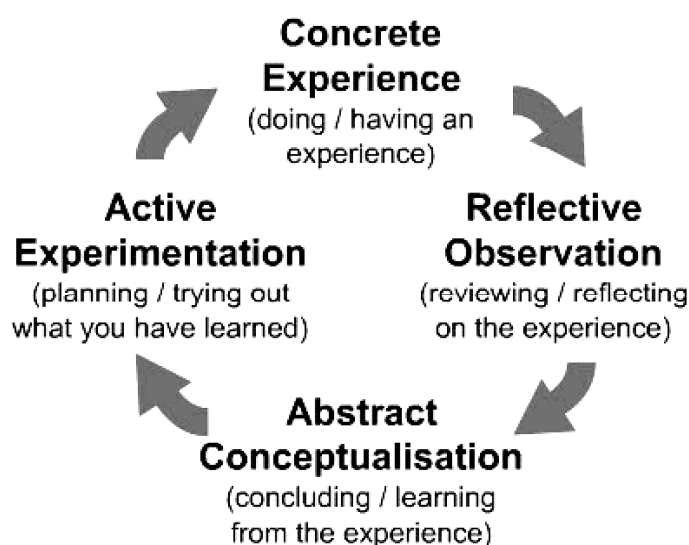 Concrete
Experience
(doing / having an
experience)
Reflective
Observation
(reviewing / reflecting
on the experience)
Abstract
Conceptualisation
(concluding / learning
from the experience)
Active
Experimentation
(planning / trying out
what you have learned)